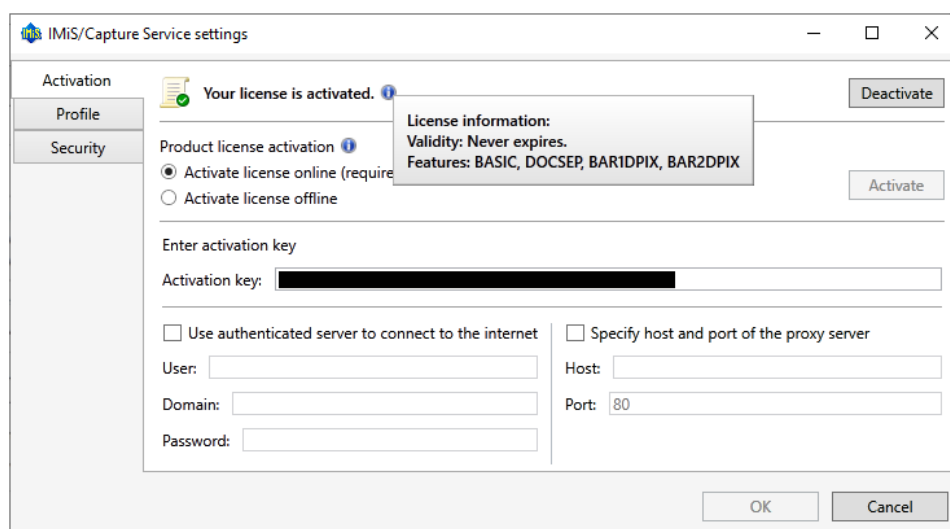 IMiS/Capture Service settings
Activation
Profile
Security
Your license is activated.
Deactivate
License information:
Validity: Never expires.
Features: BASIC, DOCSEP, BAR1DPIX, BAR2DPIX
Product license activation
Activate license online (require
Activate license offline
Activate
Enter activation key
Activation key:
Use authenticated server to connect to the internet
User:
Domain:
Password:
Specify host and port of the proxy server
Host:
Port: 80
OK
Cancel